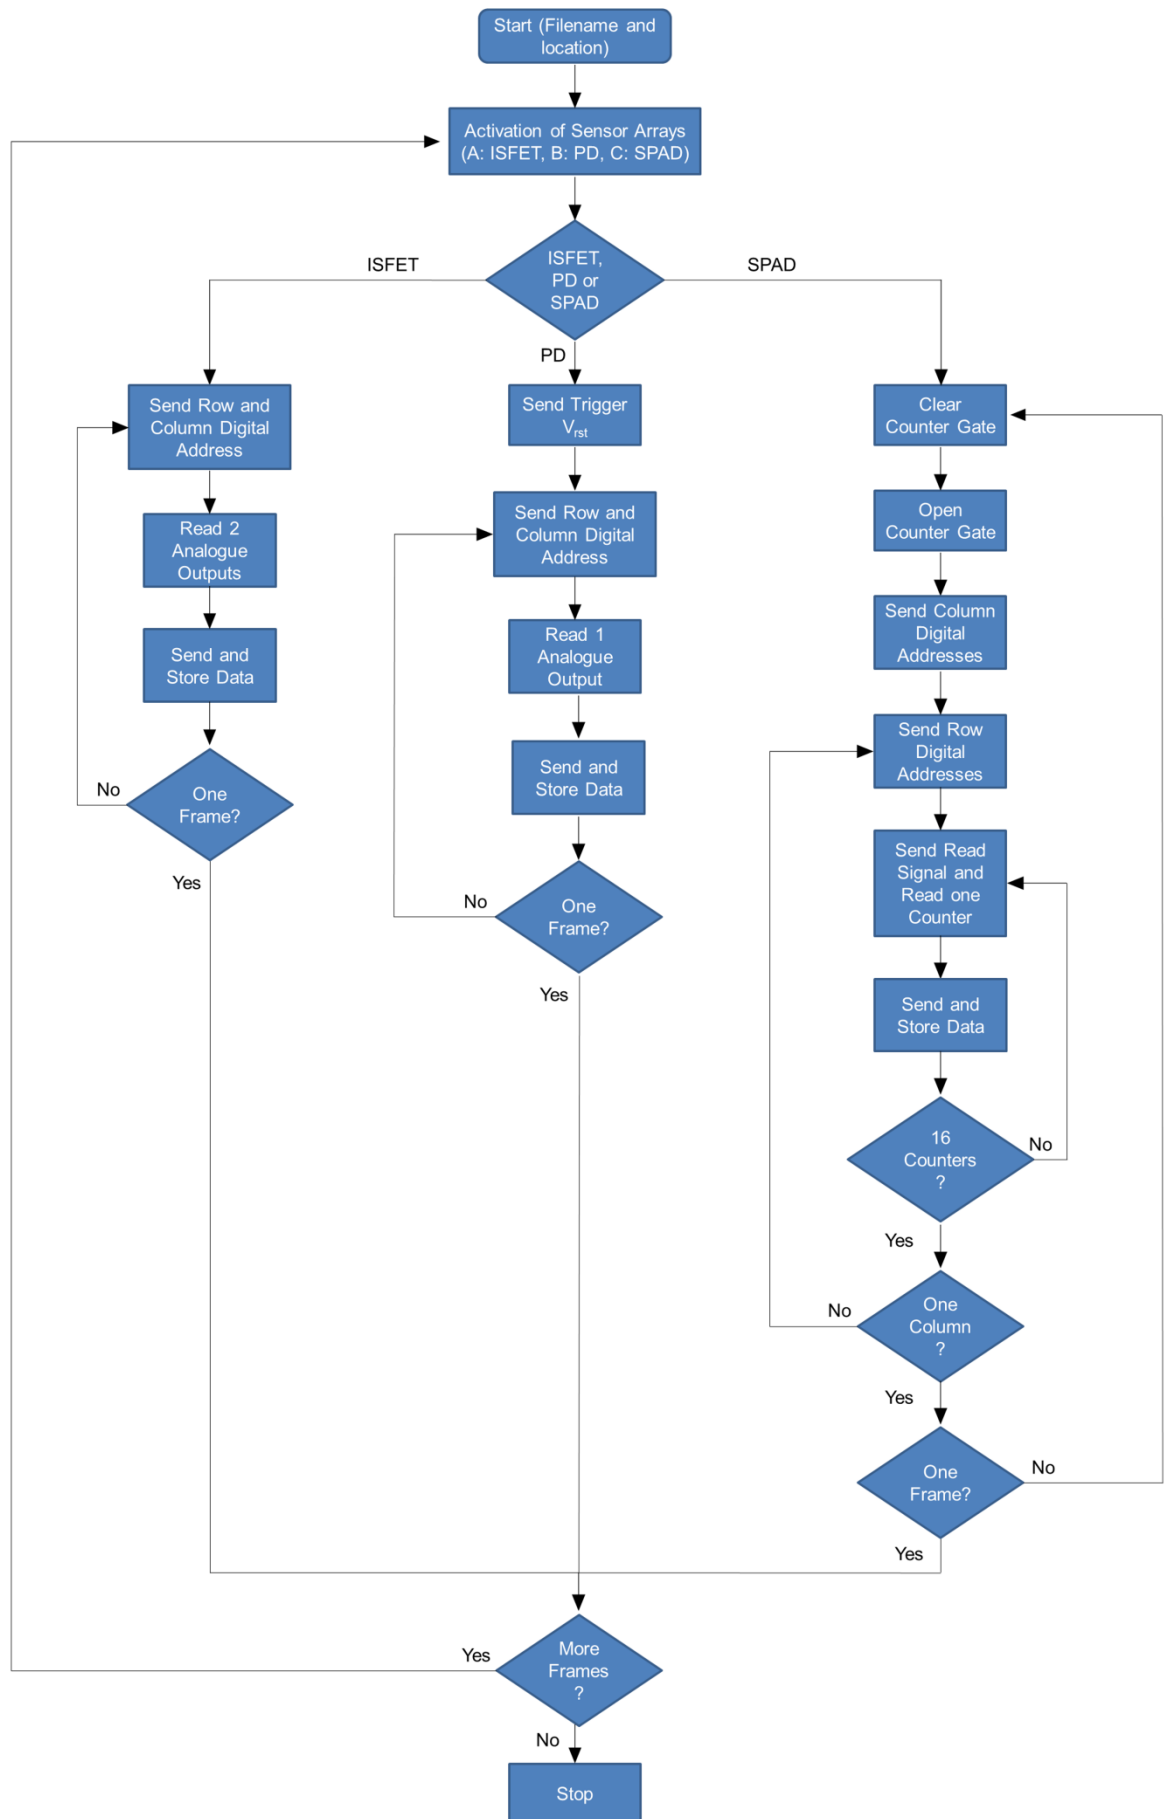 Start (Filename and
location)
Activation of Sensor Arrays
(A: ISFET, B: PD, C: SPAD)
ISFET,
PD or
SPAD
ISFET
SPAD
PD
Send Row and
Column Digital
Address
Read 2
Analogue
Outputs
Send and
Store Data
One
Frame?
No
Yes
Send Trigger
Vrst
Send Row and
Column Digital
Address
Read 1
Analogue
Output
Send and
Store Data
One
Frame?
No
Yes
Clear
Counter Gate
Open
Counter Gate
Send Column
Digital
Addresses
Send Row
Digital
Addresses
Send Read
Signal and
Read one
Counter
Send and
Store Data
16
Counters
?
No
Yes
One
Column
?
No
Yes
One
Frame?
No
Yes
More
Frames
?
Yes
No
Stop